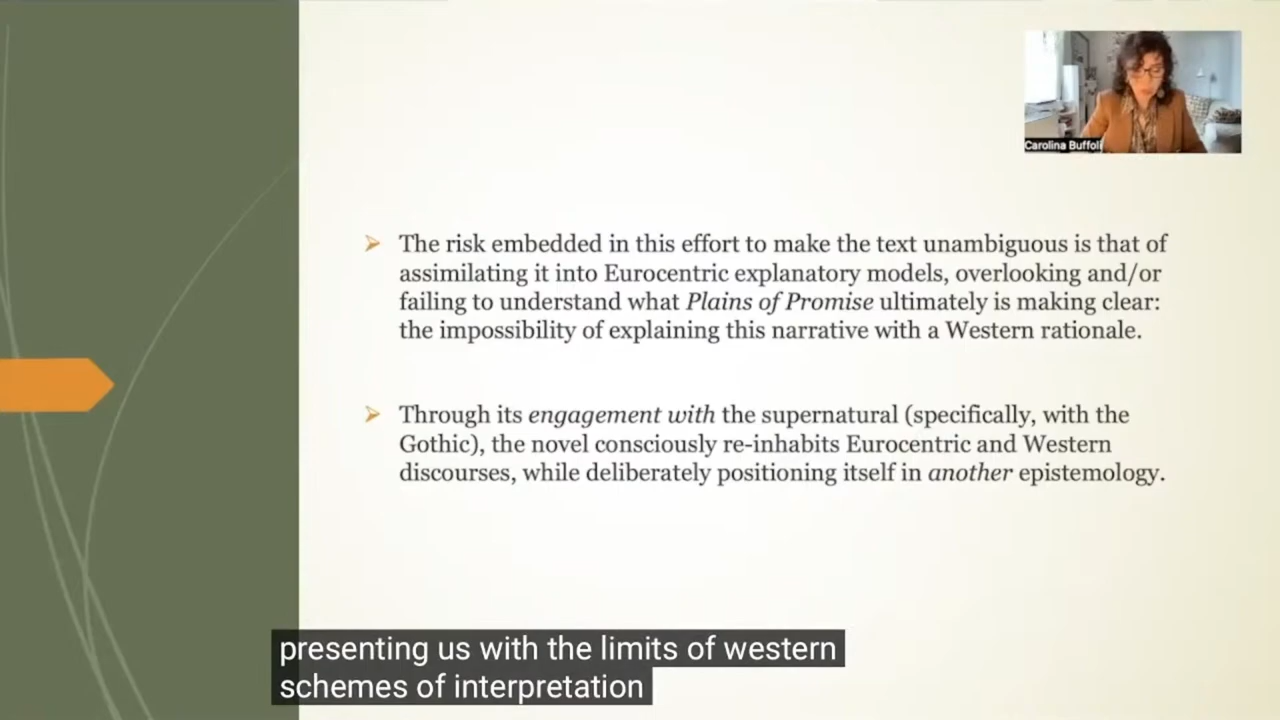 Carolina Buffoli
➤ The risk embedded in this effort to make the text unambiguous is that of
assimilating it into Eurocentric explanatory models, overlooking and/or
failing to understand what Plains of Promise ultimately is making clear:
the impossibility of explaining this narrative with a Western rationale.
➤ Through its engagement with the supernatural (specifically, with the
Gothic), the novel consciously re-inhabits Eurocentric and Western
discourses, while deliberately positioning itself in another epistemology.
presenting us with the limits of western
schemes of interpretation